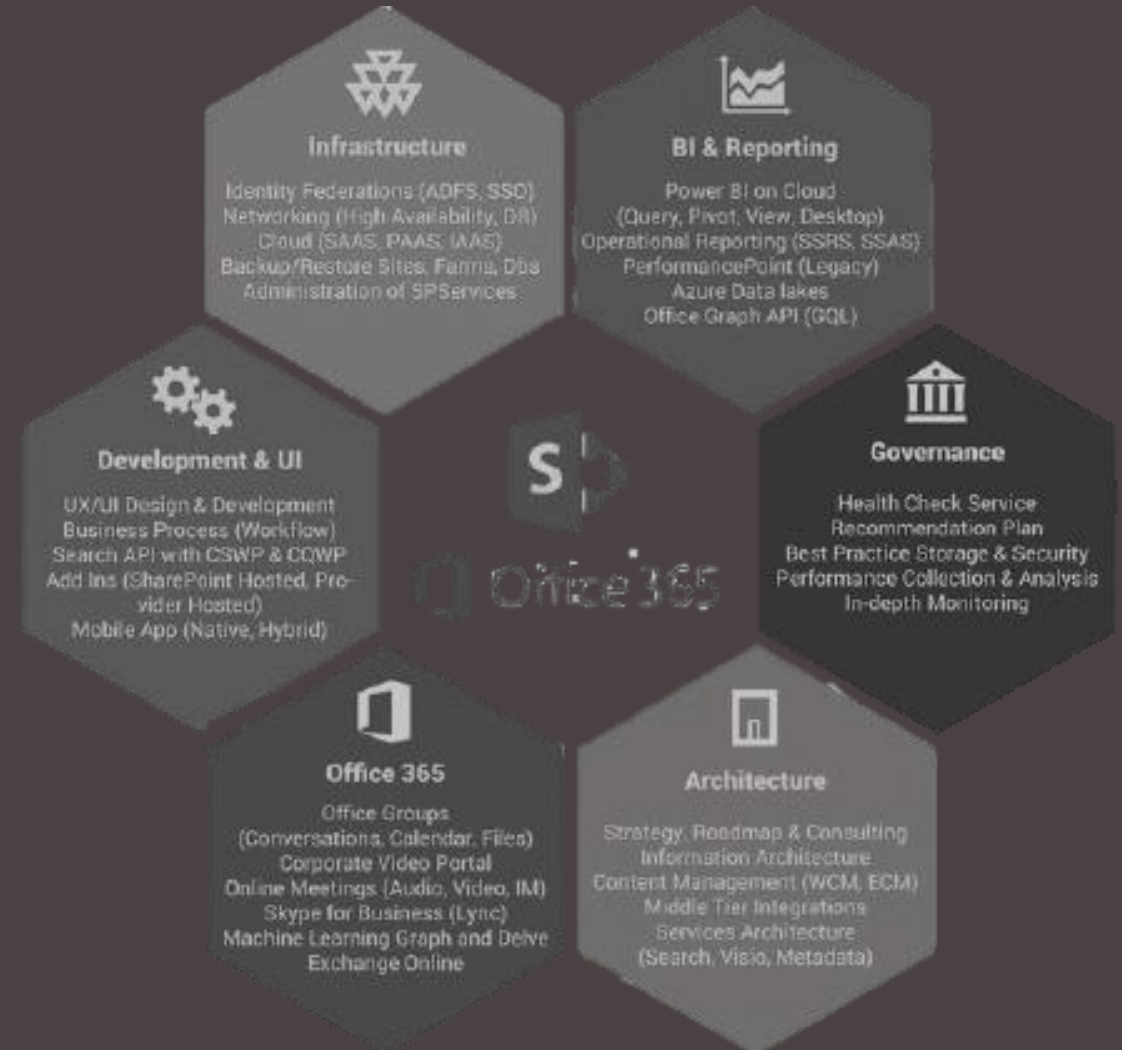 Infrastructure
Identity Federations (ADFS, SSO)
Networking (High Availability, DR)
Cloud (SAAS, PAAS, IAAS)
Backup/Restore Sites, Farms, Dbs
Administration of SPServices
BI & Reporting
Power BI on Cloud
(Query, Pivot, View, Desktop)
Operational Reporting (SSRS, SSAS)
PerformancePoint (Legacy)
Azure Data lakes
Office Graph API (GQL)
Development & UI
UX/UI Design & Development
Business Process (Workflow)
Search API with CSWP & CQWP
Add Ins (SharePoint Hosted, Pro-
vider Hosted)
Mobile App (Native, Hybrid)
S
Office 365
Governance
Health Check Service
Recommendation Plan
Best Practice Storage & Security
Performance Collection & Analysis
In-depth Monitoring
Office 365
Office Groups
(Conversations, Calendar, Files)
Corporate Video Portal
Online Meetings (Audio, Video, IM)
Skype for Business (Lync)
Machine Learning Graph and Delve
Exchange Online
Architecture
Strategy, Roadmap & Consulting
Information Architecture
Content Management (WCM, ECM)
Middle Tier Integrations
Services Architecture
(Search, Visio, Metadata)